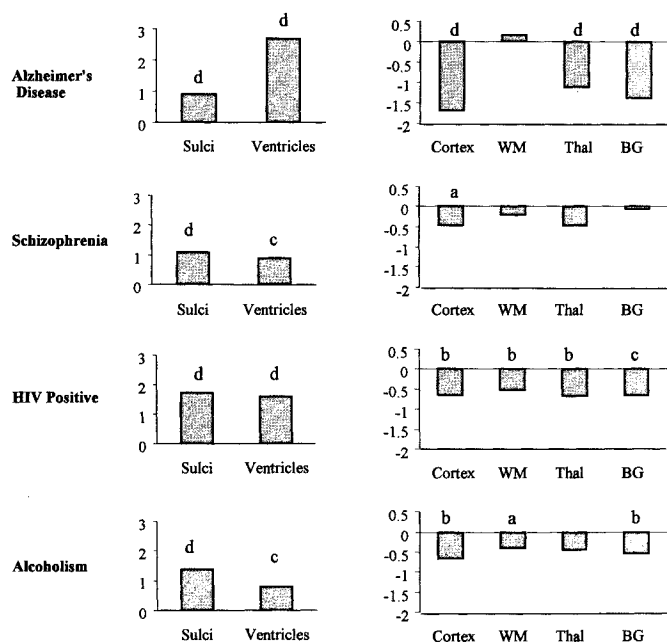 d
3
d
2
1
0
Sulci Ventricles
Alzheimer's
Disease
0.5
d d d
0
-0.5
-1
-1.5
-2
Cortex WM Thal BG
Schizophrenia
3
2
d c
1
0
Sulci Ventricles
0.5
a
0
-0.5
-1
-1.5
-2
Cortex WM Thal BG
HIV Positive
3
d d
2
1
0
Sulci Ventricles
b b b c
0.5
0
-0.5
-1
-1.5
-2
Cortex WM Thal BG
Alcoholism
3
d c
2
1
0
Sulci Ventricles
b a b
0.5
0
-0.5
-1
-1.5
-2
Cortex WM Thal BG